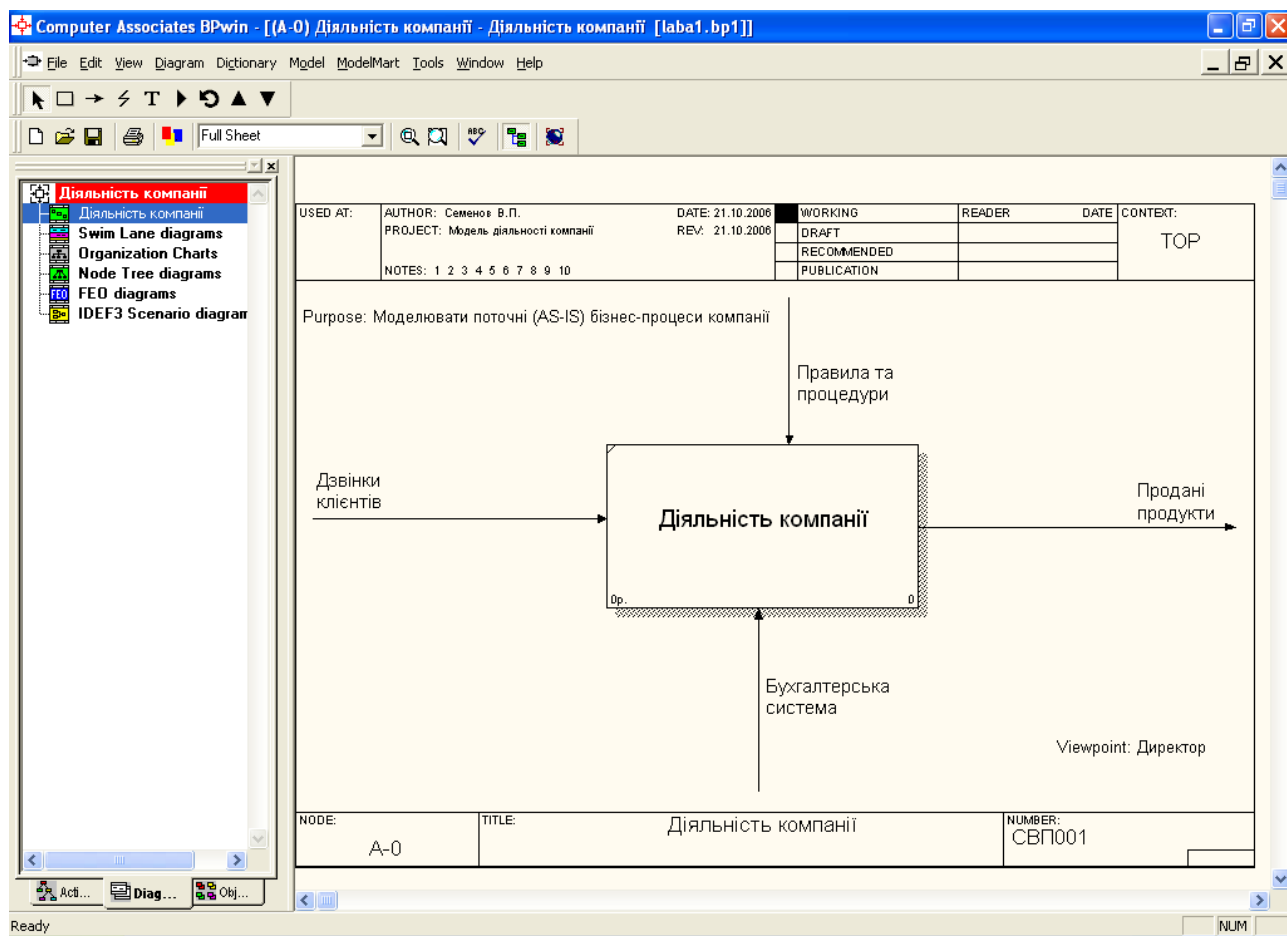 Computer Associates BPwin - [(A-0) Діяльність компанії - Діяльність компанії [laba1.bp1]]
File Edit View Diagram Dictionary Model ModelMart Tools Window Help
T
Full Sheet
ABC
Діяльність компанії
Діяльність компанії
Swim Lane diagrams
Organization Charts
Node Tree diagrams
FEO diagrams
IDEF3 Scenario diagram
Acti...
Diag...
Obj...
USED AT:
AUTHOR: Семенов В.П.
DATE: 21.10.2006
PROJECT: Модель діяльності компанії
REV: 21.10.2006
NOTES: 1 2 3 4 5 6 7 8 9 10
WORKING
DRAFT
RECOMMENDED
PUBLICATION
READER
DATE
CONTEXT:
TOP
Purpose: Моделювати поточні (AS-IS) бізнес-процеси компанії
Правила та
процедури
Дзвінки
клієнтів
Діяльність компанії
0р.
0
Продані
продукти
Бухгалтерська
система
Viewpoint: Директор
NODE:
A-0
TITLE:
Діяльність компанії
NUMBER:
СВП001
Ready
NUM